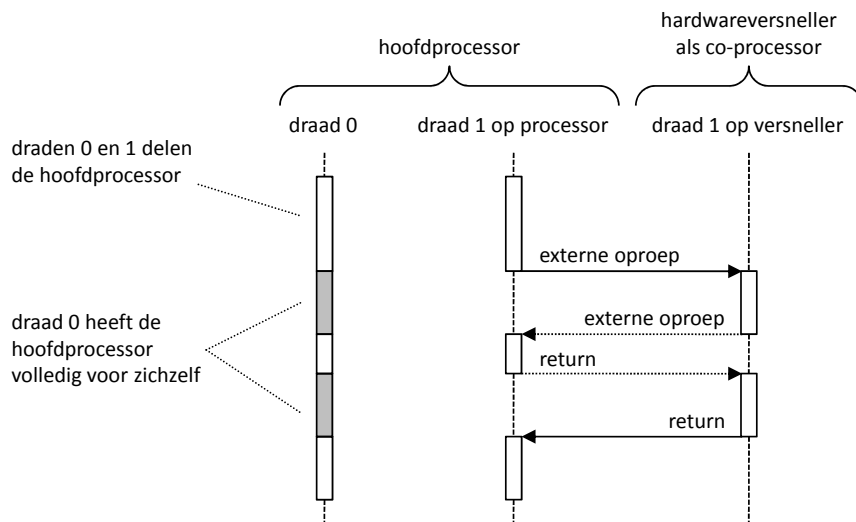 hoofdprocessor
hardwareversneller
als co-processor
draad 0
draad 1 op processor
draad 1 op versneller
draden 0 en 1 delen
de hoofdprocessor
externe oproep
externe oproep
draad 0 heeft de
hoofdprocessor
volledig voor zichzelf
return
return